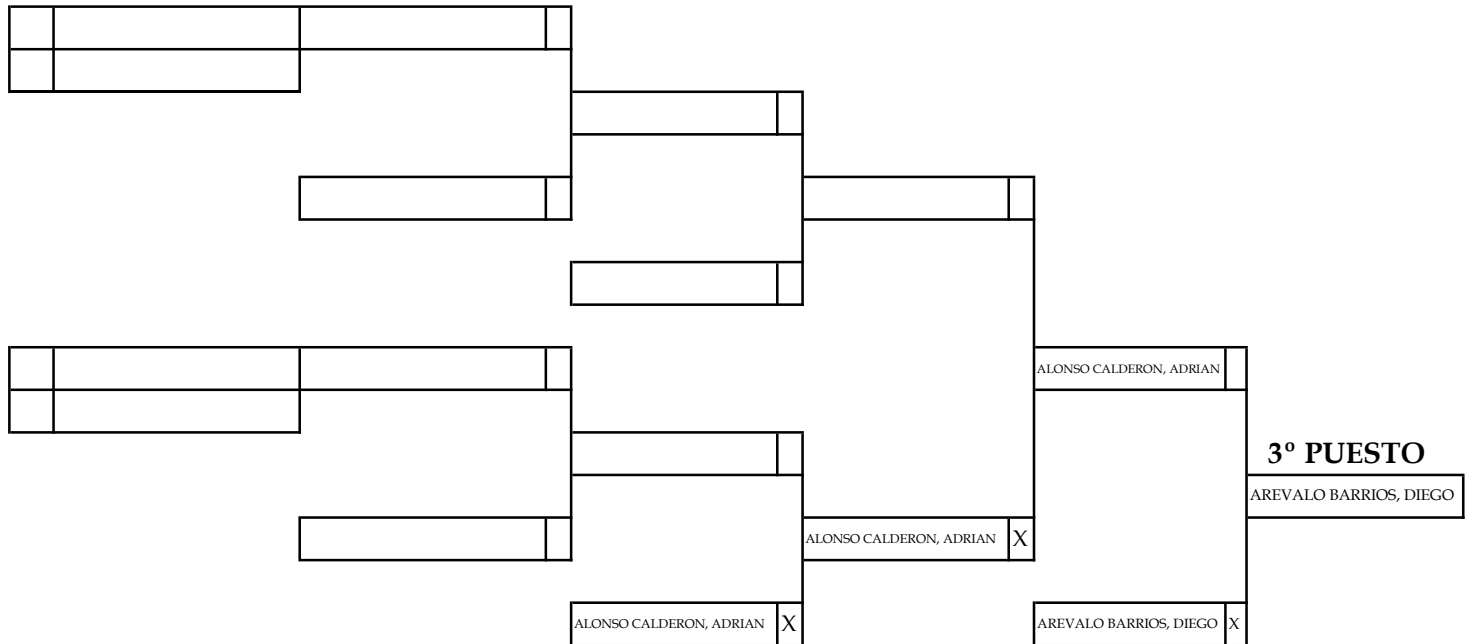 ALONSO CALDERON, ADRIAN
3º PUESTO
AREVALO BARRIOS, DIEGO
ALONSO CALDERON, ADRIAN X
ALONSO CALDERON, ADRIAN X
AREVALO BARRIOS, DIEGO X